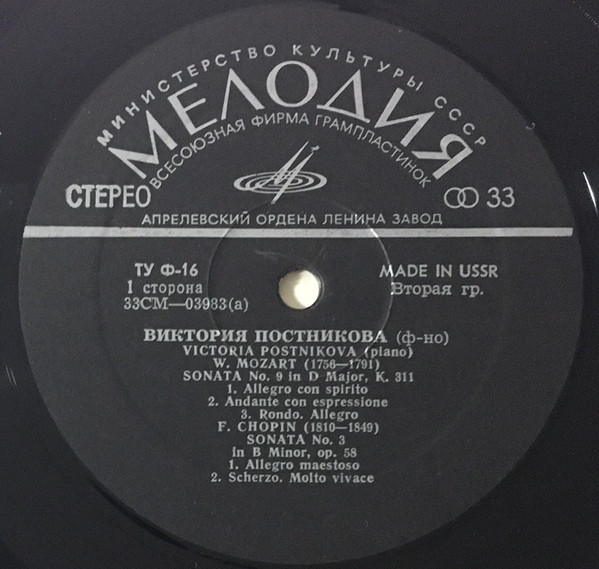 МИНИСТЕРСТВО КУЛЬТУРЫ СССР
МЕЛОДИЯ
ВСЕСОЮЗНАЯ ФИРМА ГРАМПЛАСТИНОК
СТЕРЕО
33
АПРЕЛЕВСКИЙ ОРДЕНА ЛЕНИНА ЗАВОД
ТУ Ф-16
MADE IN USSR
1 сторона
Вторая гр.
33СМ—03983(а)
ВИКТОРИЯ ПОСТНИКОВА (ф-но)
VICTORIA POSTNIKOVA (piano)
W. MOZART (1756—1791)
SONATA No. 9 in D Major, K. 311
1. Allegro con spirito
2. Andante con espressione
3. Rondo. Allegro
F. CHOPIN (1810—1849)
SONATA No. 3
in B Minor, op. 58
1. Allegro maestoso
2. Scherzo. Molto vivace